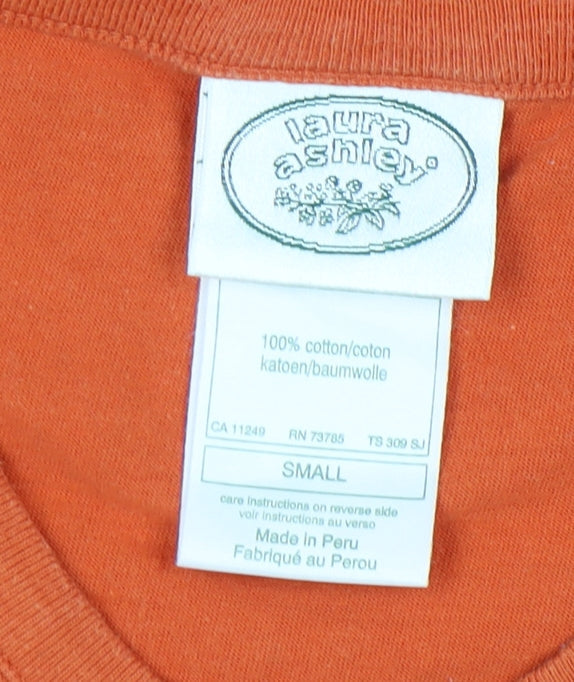 laura
ashley
100% cotton/coton
katoen/baumwolle
CA 11249 RN 73785 TS 309 SJ
SMALL
care instructions on reverse side
voir instructions au verso
Made in Peru
Fabriqué au Perou